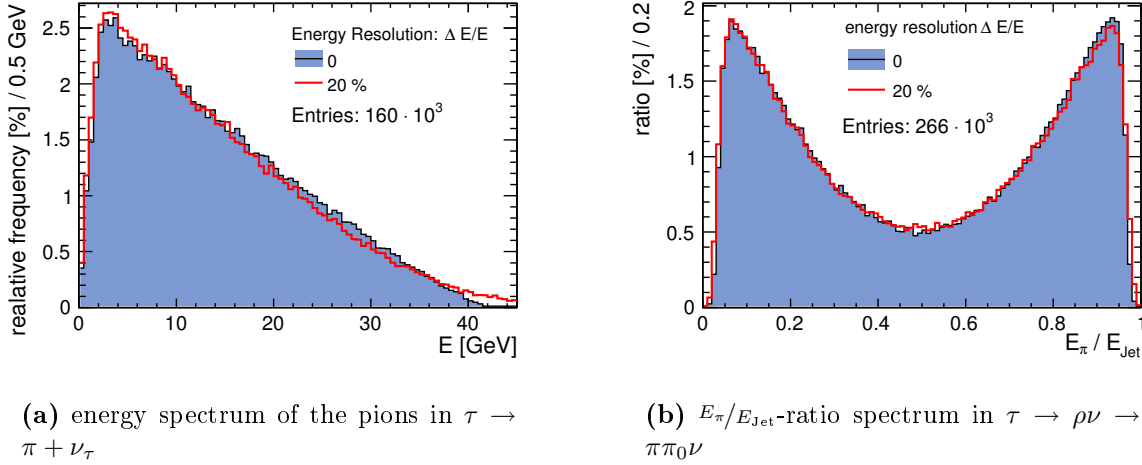 realative frequency [%] / 0.5 GeV
2.5
2
1.5
1
0.5
0
Energy Resolution: Δ E/E
0
20 %
Entries: 160 · 10³
0 10 20 30 40
E [GeV]
ratio [%] / 0.2
2
1.5
1
0.5
0
energy resolution Δ E/E
0
20 %
Entries: 266 · 10³
0 0.2 0.4 0.6 0.8 1
E_π / E_Jet
(a) energy spectrum of the pions in τ →
π + ν_τ
(b) E_π/E_Jet-ratio spectrum in τ → ρν →
ππ₀ν